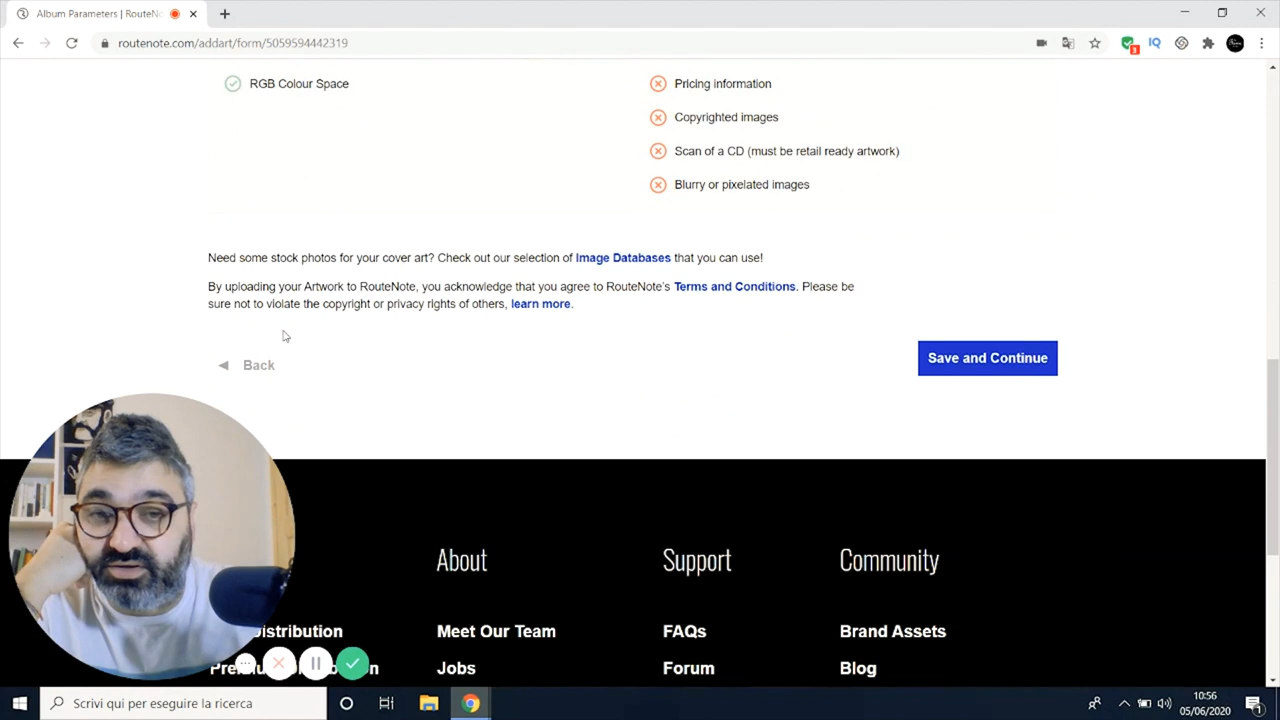 Album Parameters | RouteN
routenote.com/addart/form/5059594442319
3
IQ
RGB Colour Space
Pricing information
Copyrighted images
Scan of a CD (must be retail ready artwork)
Blurry or pixelated images
Need some stock photos for your cover art? Check out our selection of Image Databases that you can use!
By uploading your Artwork to RouteNote, you acknowledge that you agree to RouteNote's Terms and Conditions. Please be
sure not to violate the copyright or privacy rights of others, learn more.
Back
Save and Continue
About
Support
Community
Distribution
Meet Our Team
FAQs
Brand Assets
Jobs
Forum
Blog
Scrivi qui per eseguire la ricerca
10:56
05/06/2020
1